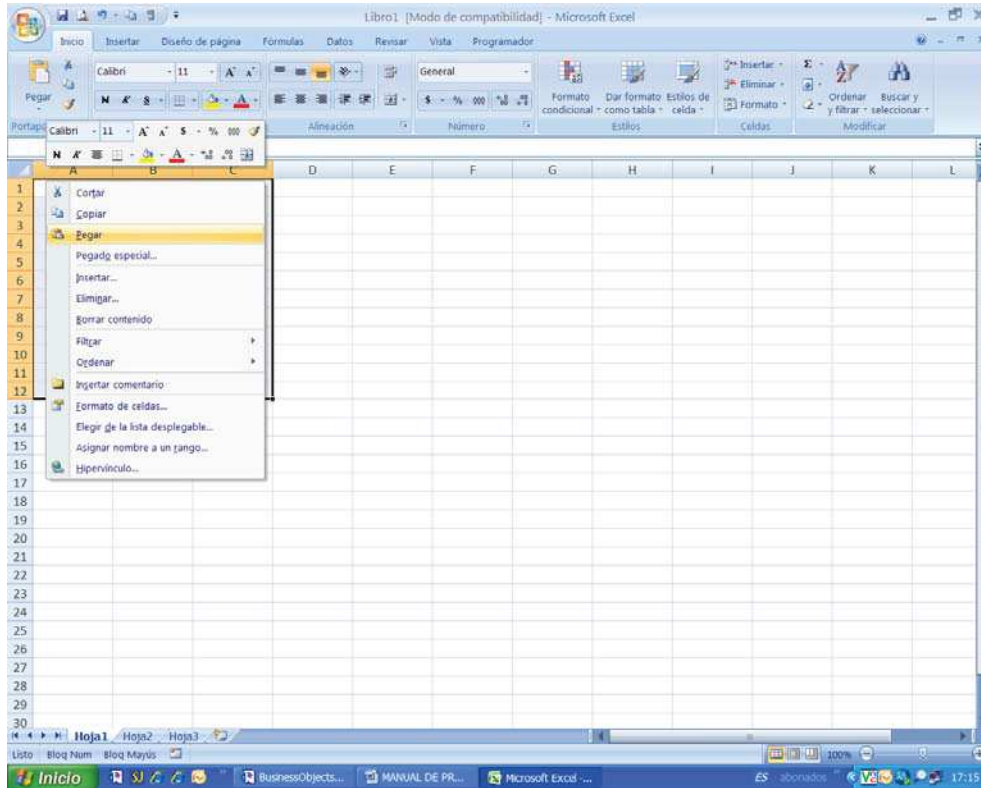 Libro1 [Modo de compatibilidad] - Microsoft Excel
Inicio Insertar Diseño de página Fórmulas Datos Revisar Vista Programador
Pegar
Calibri 11
N K S
General
$ % 000
Formato condicional
Dar formato como tabla
Estilos de celda
Insertar
Eliminar
Formato
Σ
Ordenar y filtrar
Buscar y seleccionar
Alineación Número Estilos Celdas Modificar
Calibri 11 A A $ % 000
N K A
A B C D E F G H I J K L
1
2
3
4
5
6
7
8
9
10
11
12
13
14
15
16
17
18
19
20
21
22
23
24
25
26
27
28
29
30
Cortar
Copiar
Pegar
Pegado especial...
Insertar...
Eliminar...
Borrar contenido
Filtrar
Ordenar
Insertar comentario
Formato de celdas...
Elegir de la lista desplegable...
Asignar nombre a un rango...
Hipervínculo...
Hoja1 Hoja2 Hoja3
Listo Bloq Num Bloq Mayús 100%
Inicio BusinessObjects... MANUAL DE PR... Microsoft Excel -... ES abonados 17:15